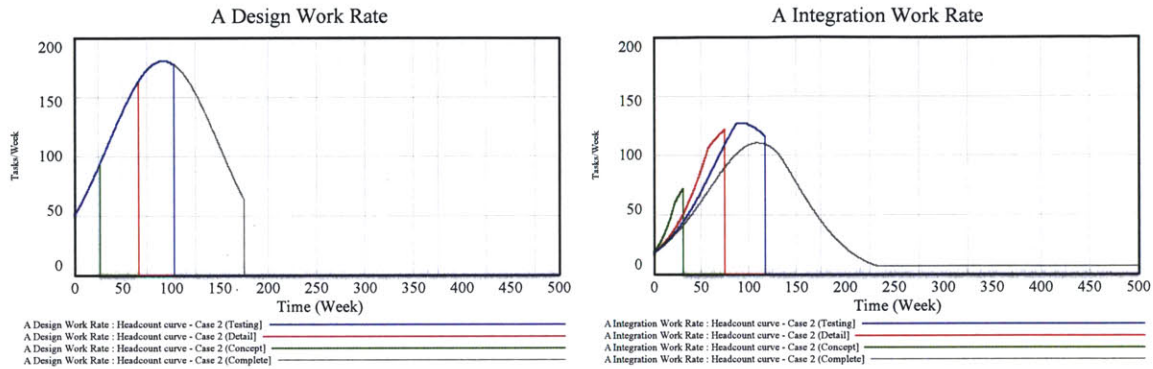 A Design Work Rate
200
150
100
50
0
Tasks/Week
0 50 100 150 200 250 300 350 400 450 500
Time (Week)
A Design Work Rate : Headcount curve - Case 2 (Testing]
A Design Work Rate : Headcount curve - Case 2 (Detail]
A Design Work Rate : Headcount curve - Case 2 (Concept]
A Design Work Rate : Headcount curve - Case 2 (Complete]
A Integration Work Rate
200
150
100
50
0
Tasks/Week
0 50 100 150 200 250 300 350 400 450 500
Time (Week)
A Integration Work Rate : Headcount curve - Case 2 (Testing]
A Integration Work Rate : Headcount curve - Case 2 (Detail]
A Integration Work Rate : Headcount curve - Case 2 (Concept]
A Integration Work Rate : Headcount curve - Case 2 (Complete]